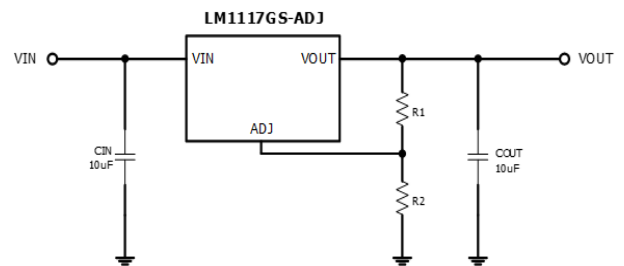 LM1117GS-ADJ
VIN
VIN
VOUT
VOUT
R1
ADJ
CIN
10uF
COUT
10uF
R2